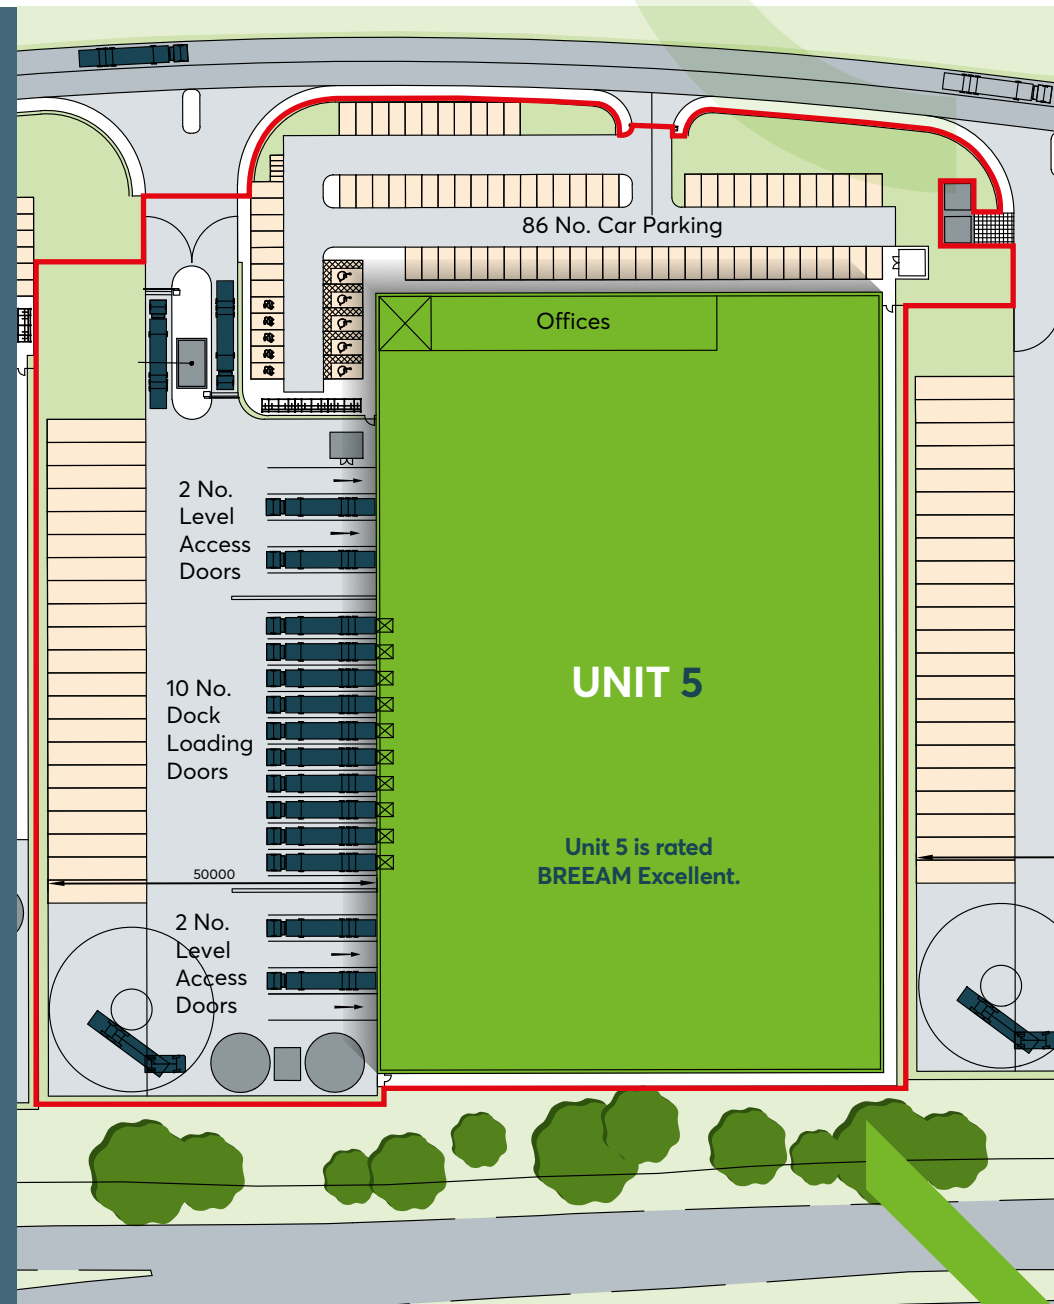 86 No. Car Parking
Offices
2 No.
Level
Access
Doors
10 No.
Dock
Loading
Doors
UNIT 5
Unit 5 is rated
BREEAM Excellent.
50000
2 No.
Level
Access
Doors